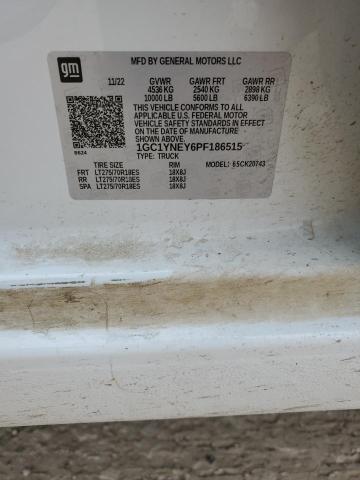 gm
MFD BY GENERAL MOTORS LLC
11/22 GVWR GAWR FRT GAWR RR
4536 KG 2540 KG 2898 KG
10000 LB 5600 LB 6390 LB
THIS VEHICLE CONFORMS TO ALL
APPLICABLE U.S. FEDERAL MOTOR
VEHICLE SAFETY STANDARDS IN
EFFECT ON THE DATE OF MANUFACTURE
SHOWN ABOVE.
9624
1GC1YNEY6PF186515
TYPE: TRUCK
TIRE SIZE RIM MODEL:
FRT LT275/70R18ES 18X8J
RR LT275/70R18ES 18X8J
SPA LT275/70R18ES 18X8J